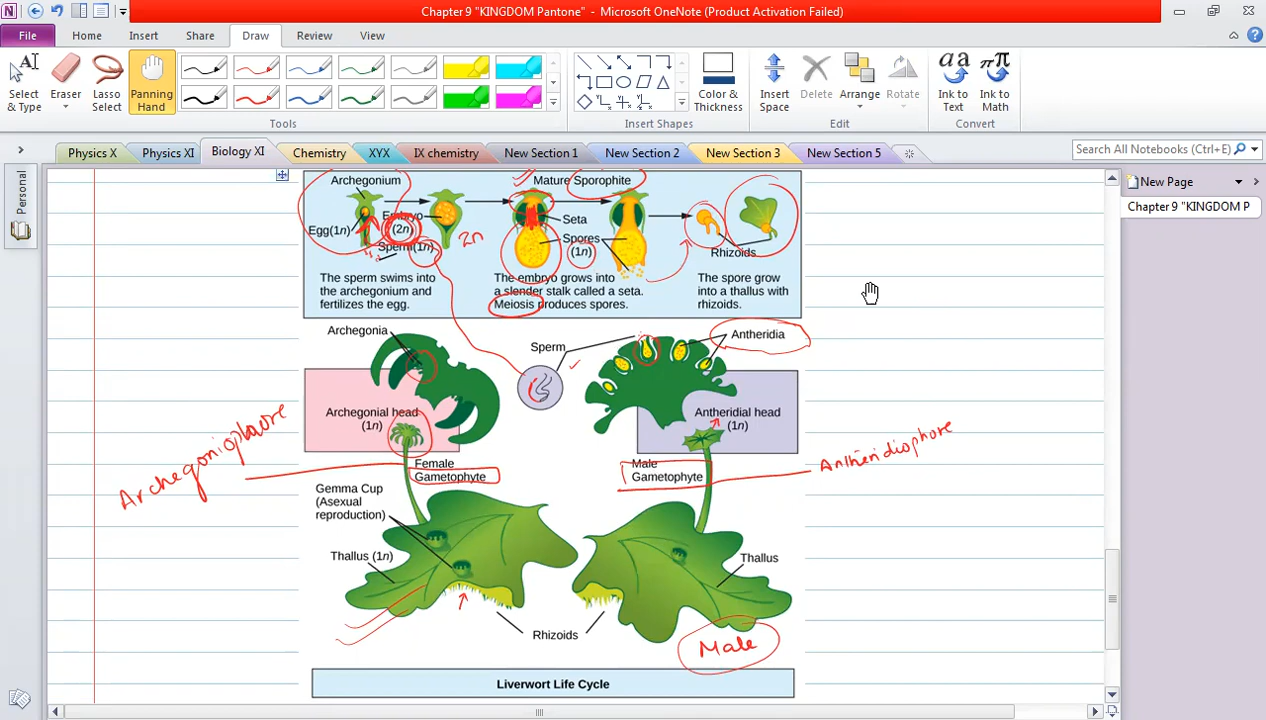 Chapter 9 "KINGDOM Pantone" - Microsoft OneNote (Product Activation Failed)
File Home Insert Share Draw Review View
Select & Type
Eraser
Lasso Select
Panning Hand
Color & Thickness
Insert Space
Delete
Arrange
Rotate
Ink to Text
Ink to Math
Tools
Insert Shapes
Edit
Convert
Physics X
Physics XI
Biology XI
Chemistry
XYX
IX chemistry
New Section 1
New Section 2
New Section 3
New Section 5
Search All Notebooks (Ctrl+E)
Personal
New Page
Chapter 9 "KINGDOM P
Archegonium
Egg(1n)
Embryo
(2n)
Sperm(1n)
2n
Mature Sporophite
Seta
Spores
(1n)
Rhizoids
The sperm swims into
the archegonium and
fertilizes the egg.
The embryo grows into
a slender stalk called a seta.
Meiosis produces spores.
The spore grow
into a thallus with
rhizoids.
Archegonia
Sperm
Antheridia
Archegonial head
(1n)
Antheridial head
(1n)
Archegoniophore
Antheridiophore
Female
Gametophyte
Male
Gametophyte
Gemma Cup
(Asexual
reproduction)
Thallus (1n)
Thallus
Rhizoids
Male
Liverwort Life Cycle